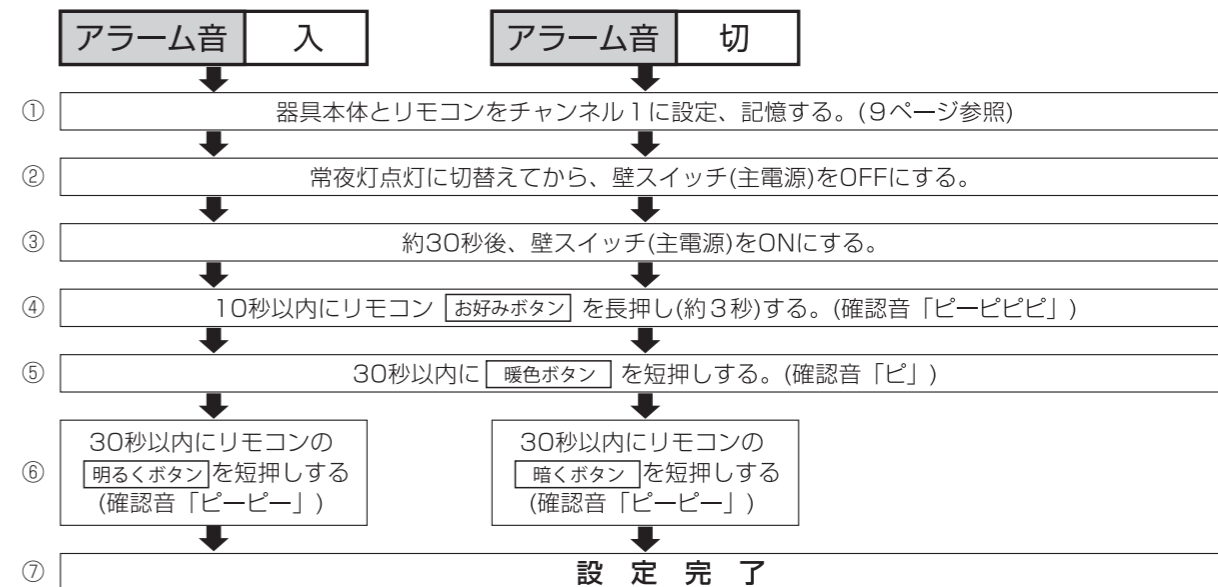 アラーム音 入 アラーム音 切
① 器具本体とリモコンをチャンネル1に設定、記憶する。(9ページ参照)
② 常夜灯点灯に切替えてから、壁スイッチ(主電源)をOFFにする。
③ 約30秒後、壁スイッチ(主電源)をONにする。
④ 10秒以内にリモコン お好みボタン を長押し(約3秒)する。(確認音「ピーピピピ」)
⑤ 30秒以内に 暖色ボタン を短押しする。(確認音「ピ」)
⑥
30秒以内にリモコンの
明るくボタン を短押しする
(確認音「ピーピー」)
30秒以内にリモコンの
暗くボタン を短押しする
(確認音「ピーピー」)
⑦ 設 定 完 了